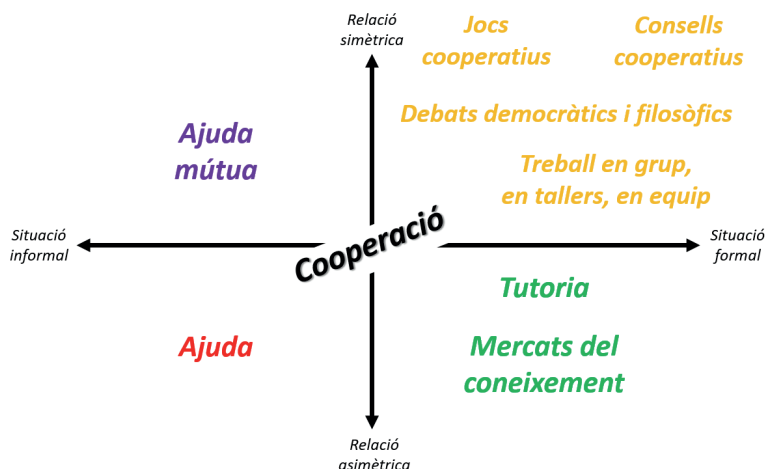 Relació
simètrica
Jocs
cooperatius
Consells
cooperatius
Debats democràtics i filosòfics
Ajuda
mútua
Treball en grup,
en tallers, en equip
Situació
informal
Cooperació
Situació
formal
Tutoria
Ajuda
Mercats del
coneixement
Relació
asimètrica